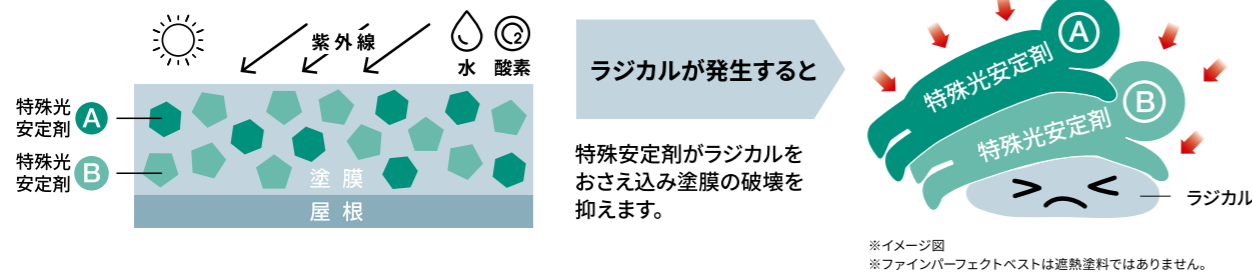 紫外線
水 酸素
O2
特殊光
安定剤 A
特殊光
安定剤 B
塗膜
屋根
ラジカルが発生すると
特殊安定剤がラジカルを
おさえ込み塗膜の破壊を
抑えます。
特殊光安定剤 A
特殊光安定剤 B
ラジカル
※イメージ図
※ファインパーフェクトベストは遮熱塗料ではありません。